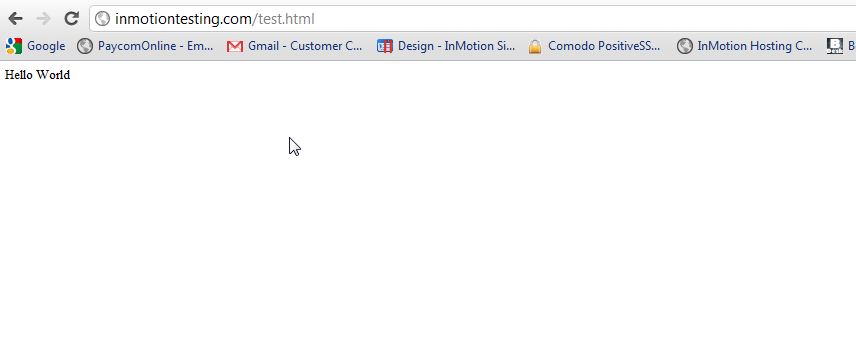 inmotiontesting.com/test.html
Google PaycomOnline - Em... Gmail - Customer C... Design - InMotion Si... Comodo PositiveSS... InMotion Hosting C... B
Hello World